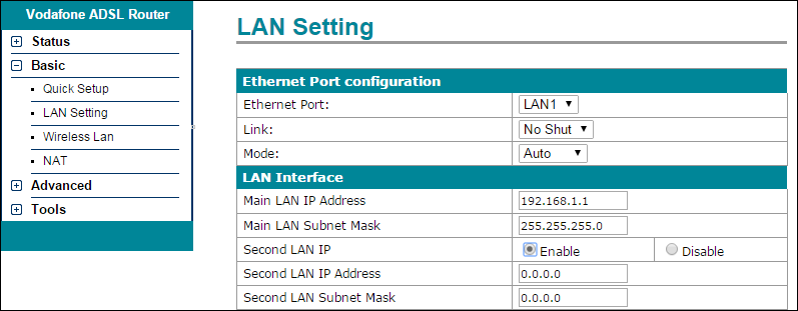 Vodafone ADSL Router
Status
Basic
Quick Setup
LAN Setting
Wireless Lan
NAT
Advanced
Tools
LAN Setting
Ethernet Port configuration
Ethernet Port: LAN1
Link: No Shut
Mode: Auto
LAN Interface
Main LAN IP Address 192.168.1.1
Main LAN Subnet Mask 255.255.255.0
Second LAN IP Enable Disable
Second LAN IP Address 0.0.0.0
Second LAN Subnet Mask 0.0.0.0